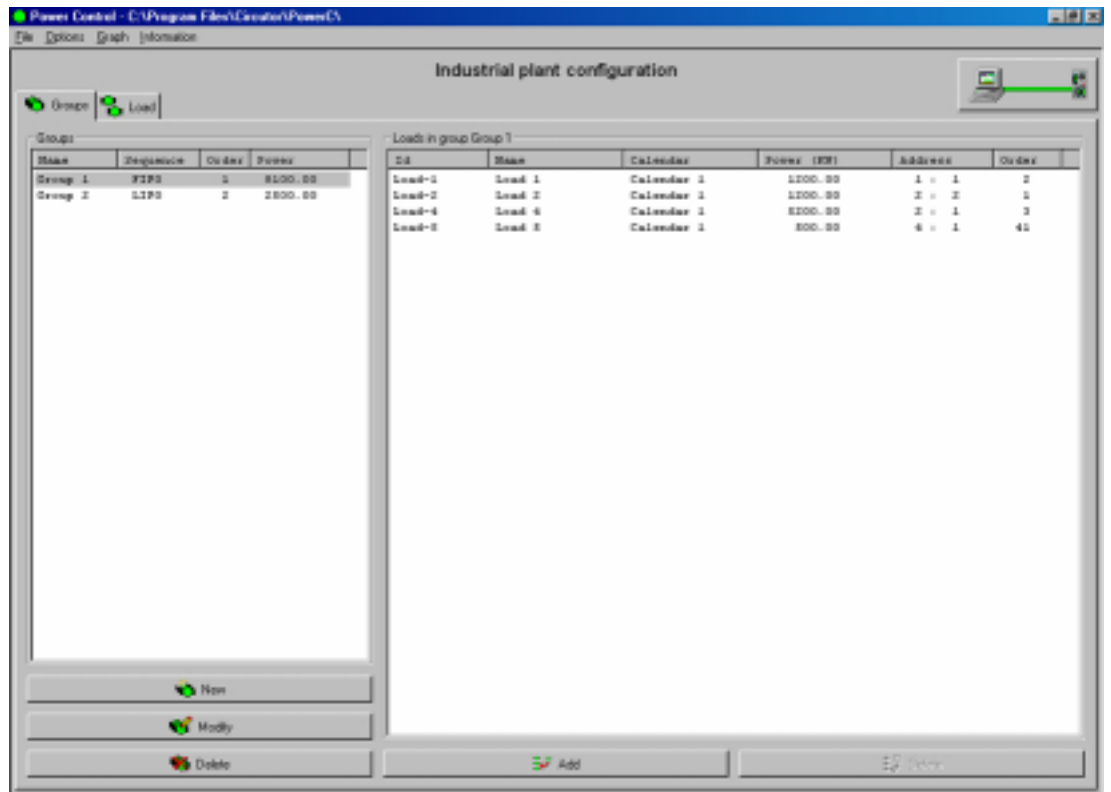 Power Control - C:\Program Files\Circutor\PowerC\
File Options Graph Information
Industrial plant configuration
Groups Load
Groups
Name Sequence Order Power
Group 1 FIFO 1 8100.00
Group 2 LIFO 2
Loads in group Group 1
Id Name Calendar Power (KW) Address Order
Load-1 Load 1 Calendar 1 1200.00 1 : 1 2
Load-2 Load 2 Calendar 1 1200.00 2 : 2 1
Load-4 Load 4 Calendar 1 5200.00 2 : 1 3
Load-5 Load 5 Calendar 1 500.00 4 : 1 41
New
Modify
Delete
Add
Delete